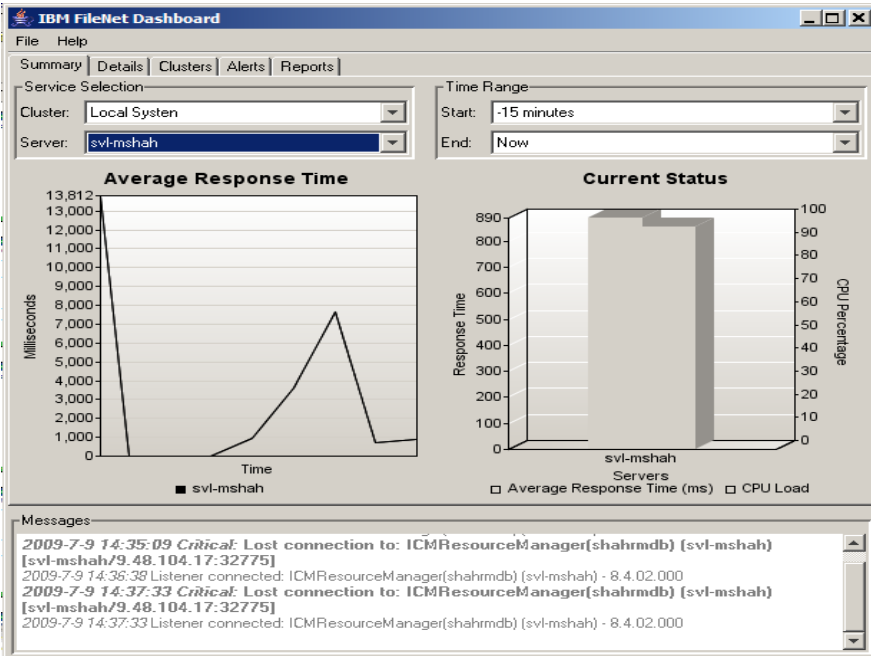 IBM FileNet Dashboard
File Help
Summary Details Clusters Alerts Reports
Service Selection
Cluster: Local Systen
Server: svl-mshah
Time Range
Start: -15 minutes
End: Now
Average Response Time
13,812
13,000
12,000
11,000
10,000
9,000
8,000
7,000
6,000
5,000
4,000
3,000
2,000
1,000
0
Milliseconds
Time
svl-mshah
Current Status
890
800
700
600
500
400
300
200
100
0
Response Time
100
90
80
70
60
50
40
30
20
10
0
CPU Percentage
svl-mshah
Servers
Average Response Time (ms) CPU Load
Messages
2009-7-9 14:35:09 Critical: Lost connection to: ICMResourceManager(shahrmdb) (svl-mshah)
[svl-mshah/9.48.104.17:32775]
2009-7-9 14:36:38 Listener connected: ICMResourceManager(shahrmdb) (svl-mshah) - 8.4.02.000
2009-7-9 14:37:33 Critical: Lost connection to: ICMResourceManager(shahrmdb) (svl-mshah)
[svl-mshah/9.48.104.17:32775]
2009-7-9 14:37:33 Listener connected: ICMResourceManager(shahrmdb) (svl-mshah) - 8.4.02.000